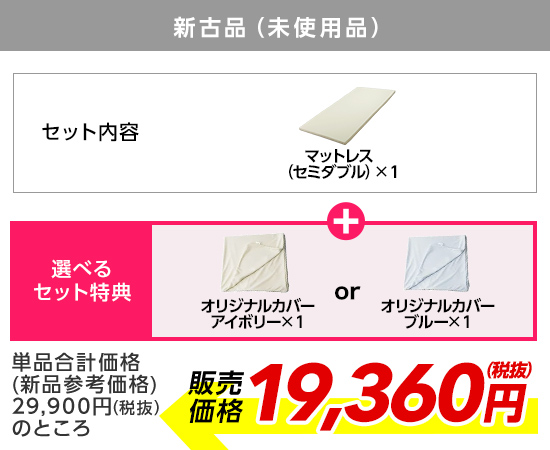 新古品（未使用品）
セット内容
マットレス
（セミダブル）×1
+
選べる
セット特典
オリジナルカバー
アイボリー×1
or
オリジナルカバー
ブルー×1
単品合計価格
(新品参考価格)
29,900円(税抜)
のところ
販売
価格
19,360円
(税抜)